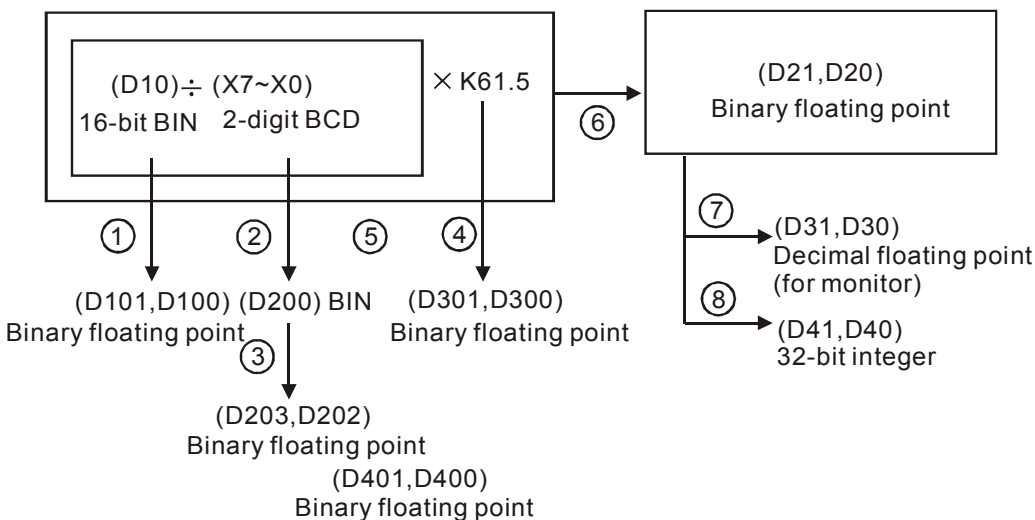 (D10)÷ (X7~X0)
16-bit BIN 2-digit BCD
× K61.5
6
(D21,D20)
Binary floating point
1
2
5
4
7
(D31,D30)
Decimal floating point
(for monitor)
8
(D41,D40)
32-bit integer
(D101,D100) (D200) BIN
Binary floating point
(D301,D300)
Binary floating point
3
(D203,D202)
Binary floating point
(D401,D400)
Binary floating point